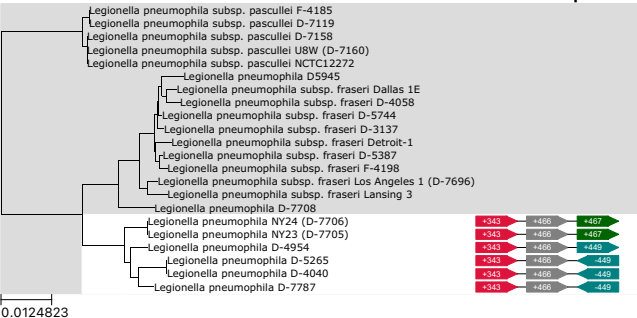 Legionella pneumophila subsp. pascullei F-4185
Legionella pneumophila subsp. pascullei D-7119
Legionella pneumophila subsp. pascullei D-7158
Legionella pneumophila subsp. pascullei U8W (D-7160)
Legionella pneumophila subsp. pascullei NCTC12272
Legionella pneumophila D5945
Legionella pneumophila subsp. fraseri Dallas 1E
Legionella pneumophila subsp. fraseri D-4058
Legionella pneumophila subsp. fraseri D-5744
Legionella pneumophila subsp. fraseri D-3137
Legionella pneumophila subsp. fraseri Detroit-1
Legionella pneumophila subsp. fraseri D-5387
Legionella pneumophila subsp. fraseri F-4198
Legionella pneumophila subsp. fraseri Los Angeles 1 (D-7696)
Legionella pneumophila subsp. fraseri Lansing 3
Legionella pneumophila D-7708
Legionella pneumophila NY24 (D-7706) +343 +466 +467
Legionella pneumophila NY23 (D-7705) +343 +466 +467
Legionella pneumophila D-4954 +343 +466 +449
Legionella pneumophila D-5265 +343 +466 -449
Legionella pneumophila D-4040 +343 +466 -449
Legionella pneumophila D-7787 +343 +466 -449
0.0124823